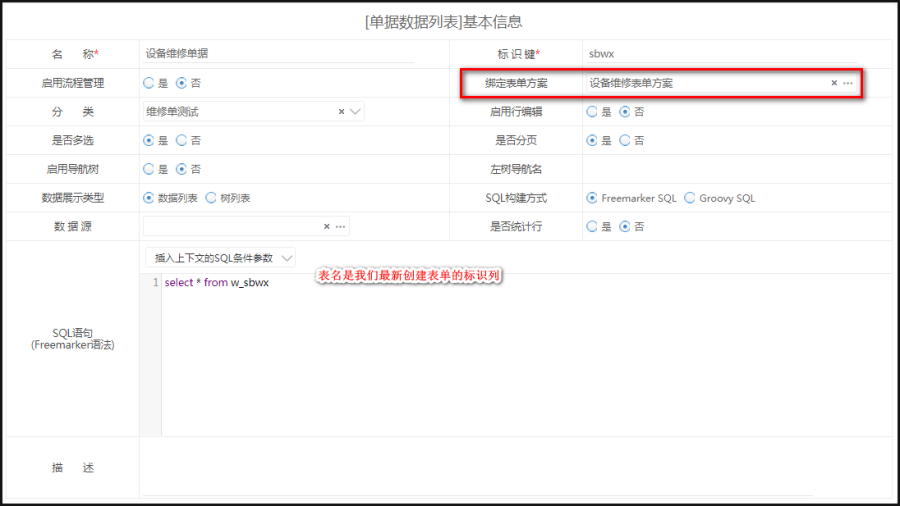 [单据数据列表]基本信息
名 称* 设备维修单据 标 识 键* sbwx
启用流程管理 是 否 绑定表单方案 设备维修表单方案
分 类 维修单测试 启用行编辑 是 否
是否多选 是 否 是否分页 是 否
启用导航树 是 否 左树导航名
数据展示类型 数据列表 树列表 SQL构建方式 Freemarker SQL Groovy SQL
数 据 源 是否统计行 是 否
插入上下文的SQL条件参数
表名是我们最新创建表单的标识列
1 select * from w_sbwx
SQL语句
(Freemarker语法)
描 述